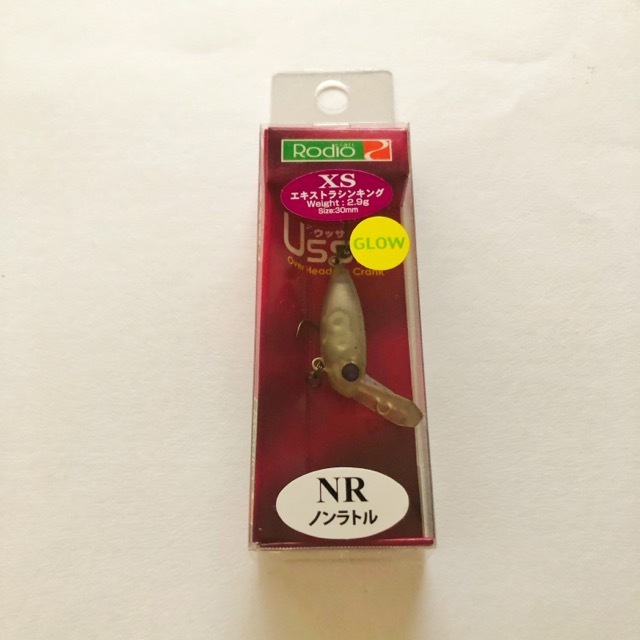 Rodio
XS
エキストラシンキング
Weight : 2.9g
Size:30mm
ウッサ
GLOW
Crank
NR
ノンラトル